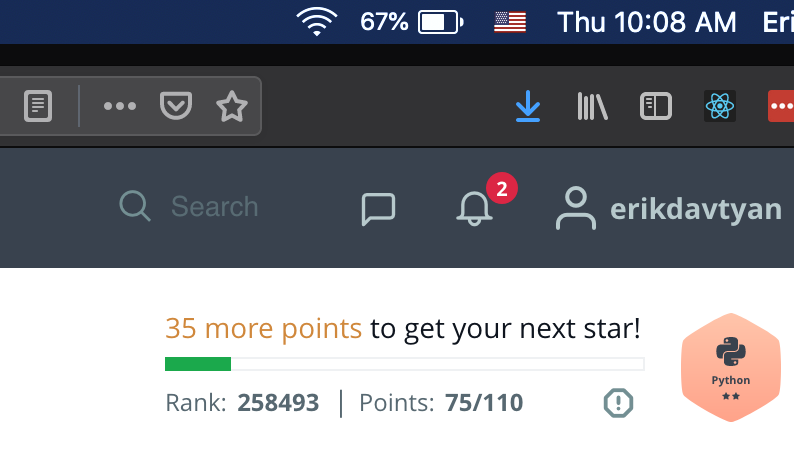 67% Thu 10:08 AM Eri
Search 2 erikdavtyan
35 more points to get your next star!
Python
Rank: 258493 | Points: 75/110